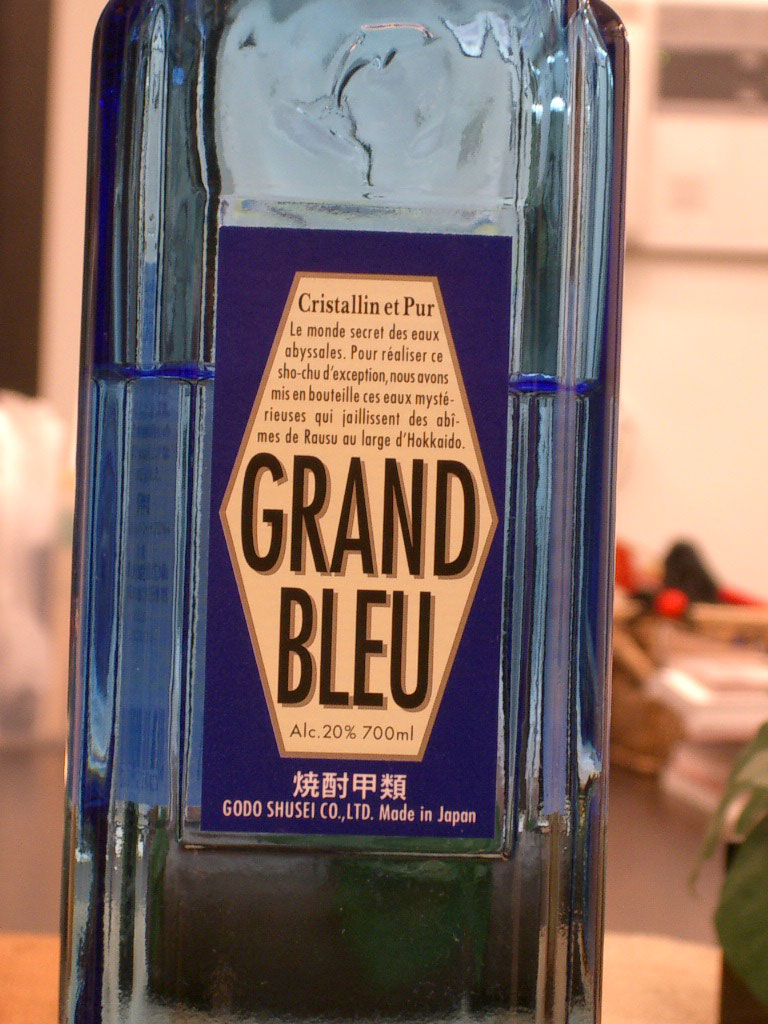 Cristallin et Pur
Le monde secret des eaux
abyssales. Pour réaliser ce
sho-chu d'exception, nous avons
mis en bouteille ces eaux mysté-
rieuses qui jaillissent des abî-
mes de Rausu au large d'Hokkaido.
GRAND
BLEU
Alc.20% 700ml
焼酎甲類
GODO SHUSEI CO.,LTD. Made in Japan